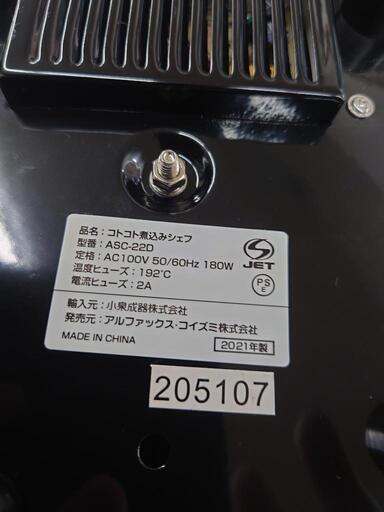 品名: コトコト煮込みシェフ
型番: ASC-22D
定格: AC100V 50/60Hz 180W
温度ヒューズ: 192℃
電流ヒューズ: 2A
JET
PS
E
輸入元: 小泉成器株式会社
発売元: アルファックス・コイズミ株式会社
MADE IN CHINA
2021年製
205107